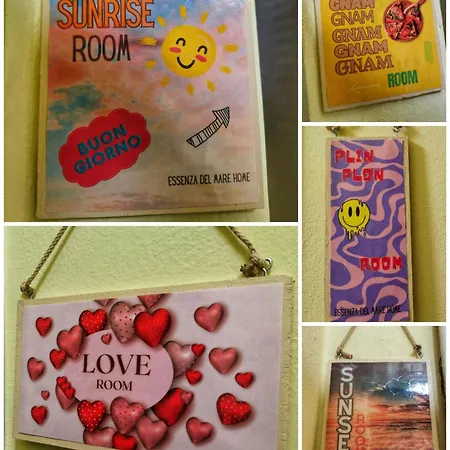 SUNRISE
ROOM
BUON
GIORNO
ESSENZA DEL MARE HOME
GNAM
GNAM
GNAM
GNAM
GNAM
ROOM
PLIN
PLON
ROOM
ESSENZA DEL MARE HOME
LOVE
ROOM
SUNSE
ROO